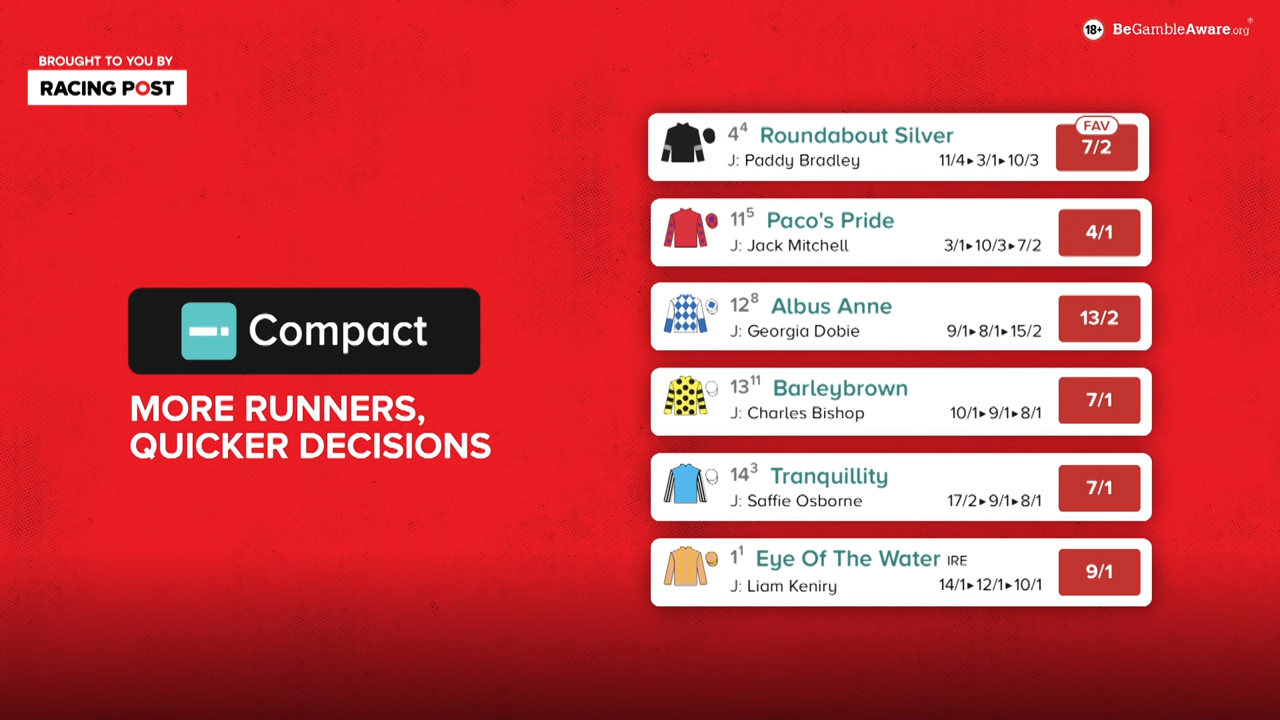 18+ BeGambleAware.org®
BROUGHT TO YOU BY
RACING POST
Compact
MORE RUNNERS,
QUICKER DECISIONS
4⁴ Roundabout Silver
J: Paddy Bradley 11/4▸3/1▸10/3
FAV
7/2
11⁵ Paco's Pride
J: Jack Mitchell 3/1▸10/3▸7/2
4/1
12⁸ Albus Anne
J: Georgia Dobie 9/1▸8/1▸15/2
13/2
13¹¹ Barleybrown
J: Charles Bishop 10/1▸9/1▸8/1
7/1
14³ Tranquillity
J: Saffie Osborne 17/2▸9/1▸8/1
7/1
1¹ Eye Of The Water IRE
J: Liam Keniry 14/1▸12/1▸10/1
9/1